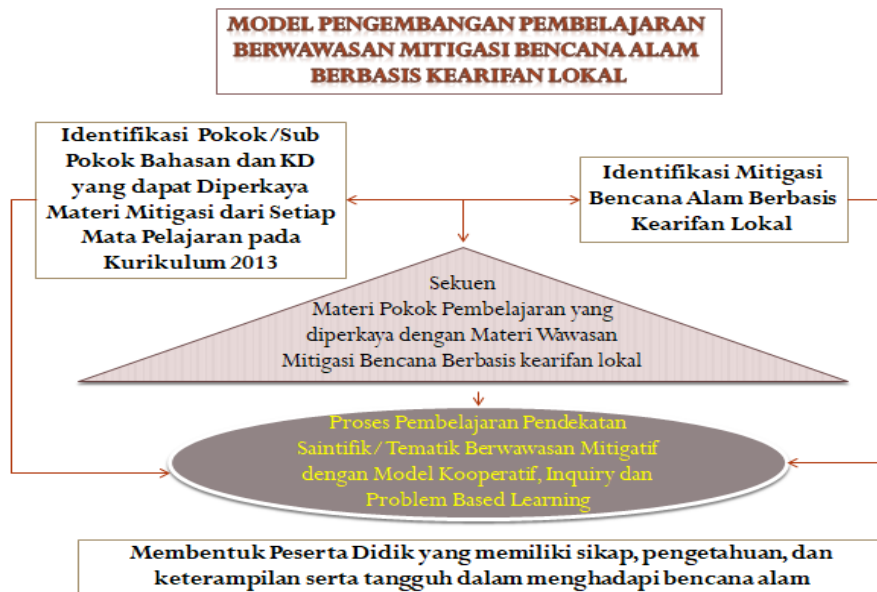 MODEL PENGEMBANGAN PEMBELAJARAN
BERWAWASAN MITIGASI BENCANA ALAM
BERBASIS KEARIFAN LOKAL
Identifikasi Pokok/Sub
Pokok Bahasan dan KD
yang dapat Diperkaya
Materi Mitigasi dari Setiap
Mata Pelajaran pada
Kurikulum 2013
Identifikasi Mitigasi
Bencana Alam Berbasis
Kearifan Lokal
Sekuen
Materi Pokok Pembelajaran yang
diperkaya dengan Materi Wawasan
Mitigasi Bencana Berbasis kearifan lokal
Proses Pembelajaran Pendekatan
Saintifik/Tematik Berwawasan Mitigatif
dengan Model Kooperatif, Inquiry dan
Problem Based Learning
Membentuk Peserta Didik yang memiliki sikap, pengetahuan, dan
keterampilan serta tangguh dalam menghadapi bencana alam